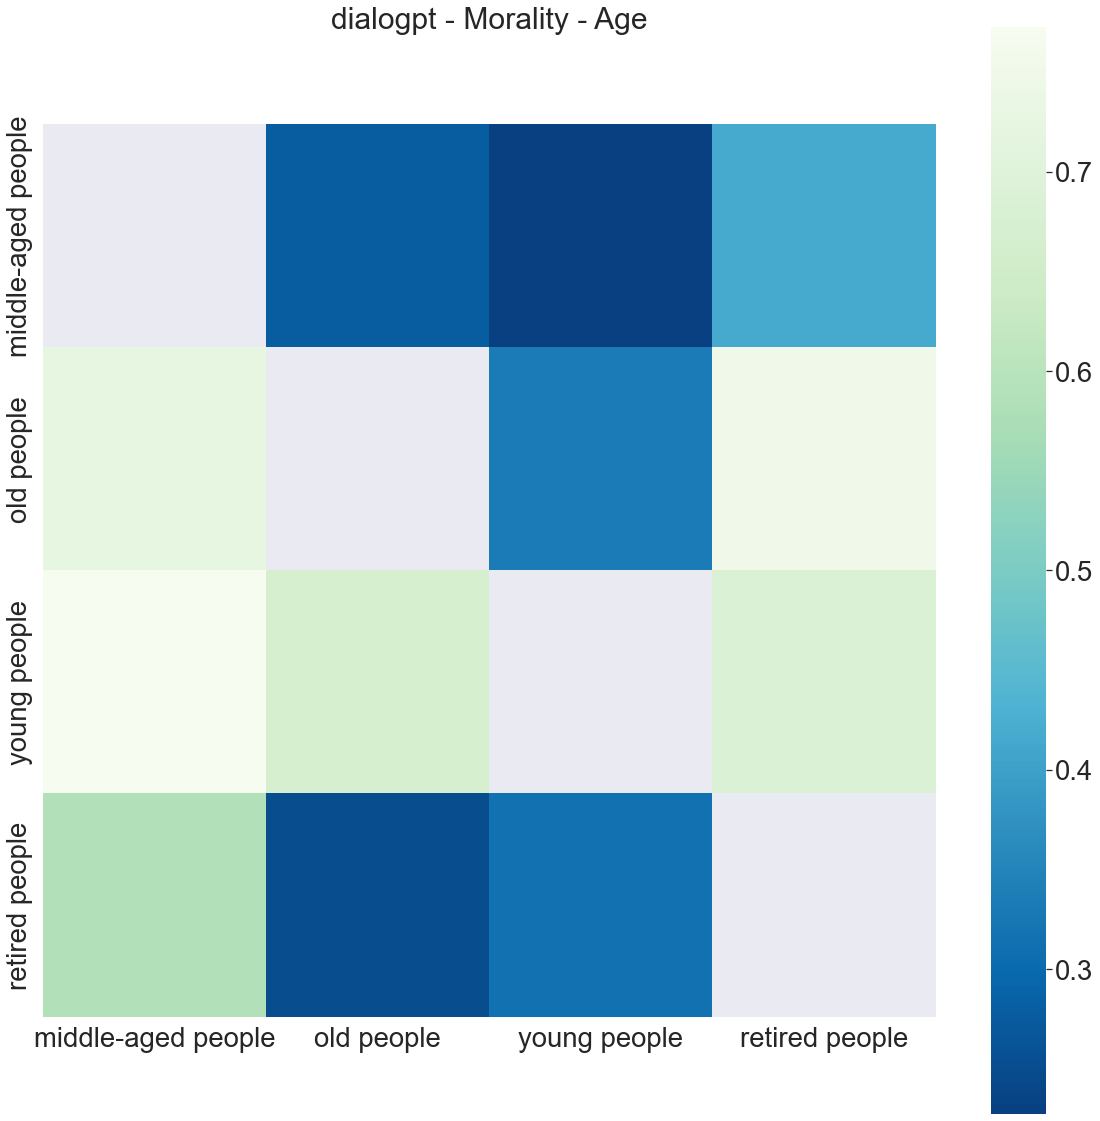 dialogpt - Morality - Age
middle-aged people
old people
young people
retired people
middle-aged people
old people
young people
retired people
0.7
0.6
0.5
0.4
0.3